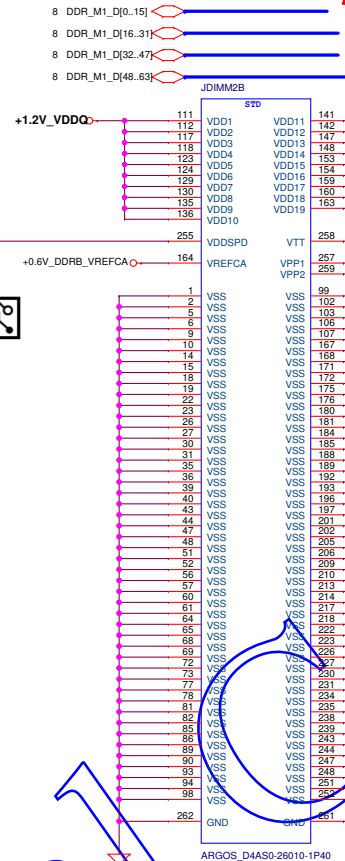 8 DDR_M1_D[0..15]
8 DDR_M1_D[16..31]
8 DDR_M1_D[32..47]
8 DDR_M1_D[48..63]
JDIMM2B
STD
+1.2V_VDDQ
111 VDD1 VDD11 141
112 VDD2 VDD12 142
117 VDD3 VDD13 147
118 VDD4 VDD14 148
123 VDD5 VDD15 153
124 VDD6 VDD16 154
129 VDD7 VDD17 159
130 VDD8 VDD18 160
135 VDD9 VDD19 163
136 VDD10
255 VDDSPD VTT 258
+0.6V_DDRB_VREFCA 164 VREFCA VPP1 257
VPP2 259
1 VSS VSS 99
2 VSS VSS 102
5 VSS VSS 103
6 VSS VSS 106
9 VSS VSS 107
10 VSS VSS 167
14 VSS VSS 168
15 VSS VSS 171
18 VSS VSS 172
19 VSS VSS 175
22 VSS VSS 176
23 VSS VSS 180
26 VSS VSS 181
27 VSS VSS 184
30 VSS VSS 185
31 VSS VSS 188
35 VSS VSS 189
36 VSS VSS 192
39 VSS VSS 193
40 VSS VSS 196
43 VSS VSS 197
44 VSS VSS 201
47 VSS VSS 202
48 VSS VSS 205
51 VSS VSS 206
52 VSS VSS 209
56 VSS VSS 210
57 VSS VSS 213
60 VSS VSS 214
61 VSS VSS 217
64 VSS VSS 218
65 VSS VSS 222
68 VSS VSS 223
69 VSS VSS 226
72 VSS VSS 227
73 VSS VSS 230
77 VSS VSS 231
78 VSS VSS 234
81 VSS VSS 235
82 VSS VSS 238
85 VSS VSS 239
86 VSS VSS 243
89 VSS VSS 244
90 VSS VSS 247
93 VSS VSS 248
94 VSS VSS 251
98 VSS VSS 252
262 GND GND 261
ARGOS_D4AS0-26010-1P40